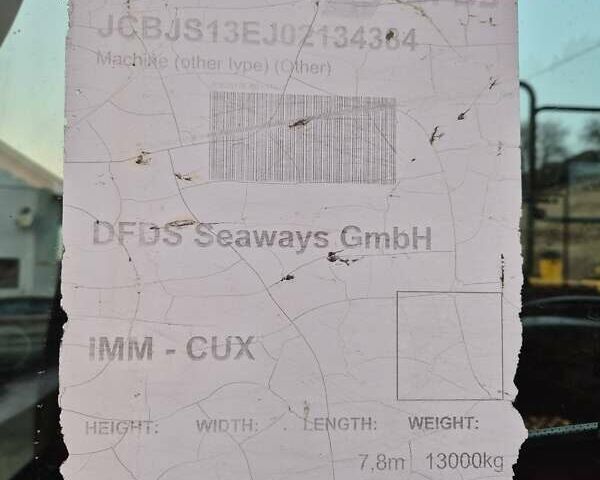 JCBJS13EJ02134384
Machine (other type) (Other)
DFDS Seaways GmbH
IMM - CUX
HEIGHT: WIDTH: LENGTH: WEIGHT:
7,8m 13000kg